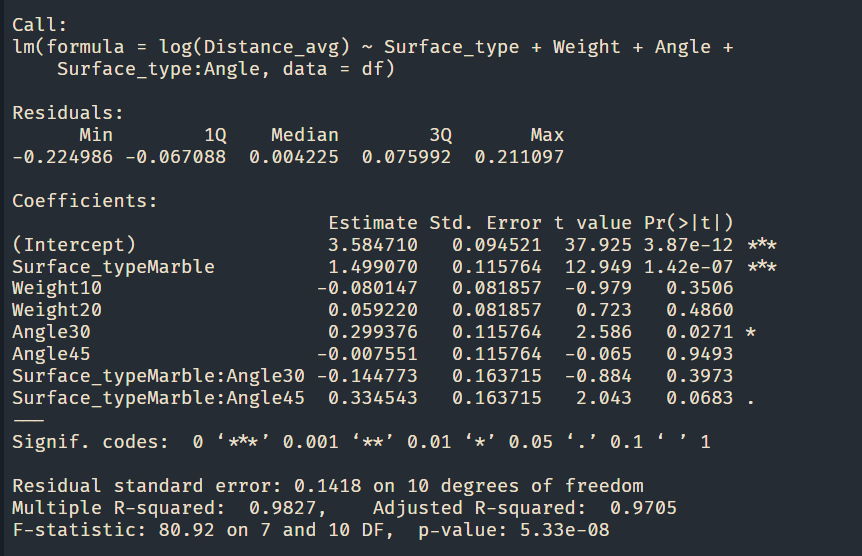 Call:
lm(formula = log(Distance_avg) ~ Surface_type + Weight + Angle +
    Surface_type:Angle, data = df)

Residuals:
      Min        1Q    Median        3Q       Max
-0.224986 -0.067088  0.004225  0.075992  0.211097

Coefficients:
                            Estimate Std. Error t value Pr(>|t|)
(Intercept)                 3.584710   0.094521  37.925 3.87e-12 ***
Surface_typeMarble          1.499070   0.115764  12.949 1.42e-07 ***
Weight10                   -0.080147   0.081857  -0.979   0.3506
Weight20                    0.059220   0.081857   0.723   0.4860
Angle30                     0.299376   0.115764   2.586   0.0271 *
Angle45                    -0.007551   0.115764  -0.065   0.9493
Surface_typeMarble:Angle30 -0.144773   0.163715  -0.884   0.3973
Surface_typeMarble:Angle45  0.334543   0.163715   2.043   0.0683 .
---
Signif. codes:  0 ‘***’ 0.001 ‘**’ 0.01 ‘*’ 0.05 ‘.’ 0.1 ‘ ’ 1

Residual standard error: 0.1418 on 10 degrees of freedom
Multiple R-squared:  0.9827,	Adjusted R-squared:  0.9705
F-statistic: 80.92 on 7 and 10 DF,  p-value: 5.33e-08